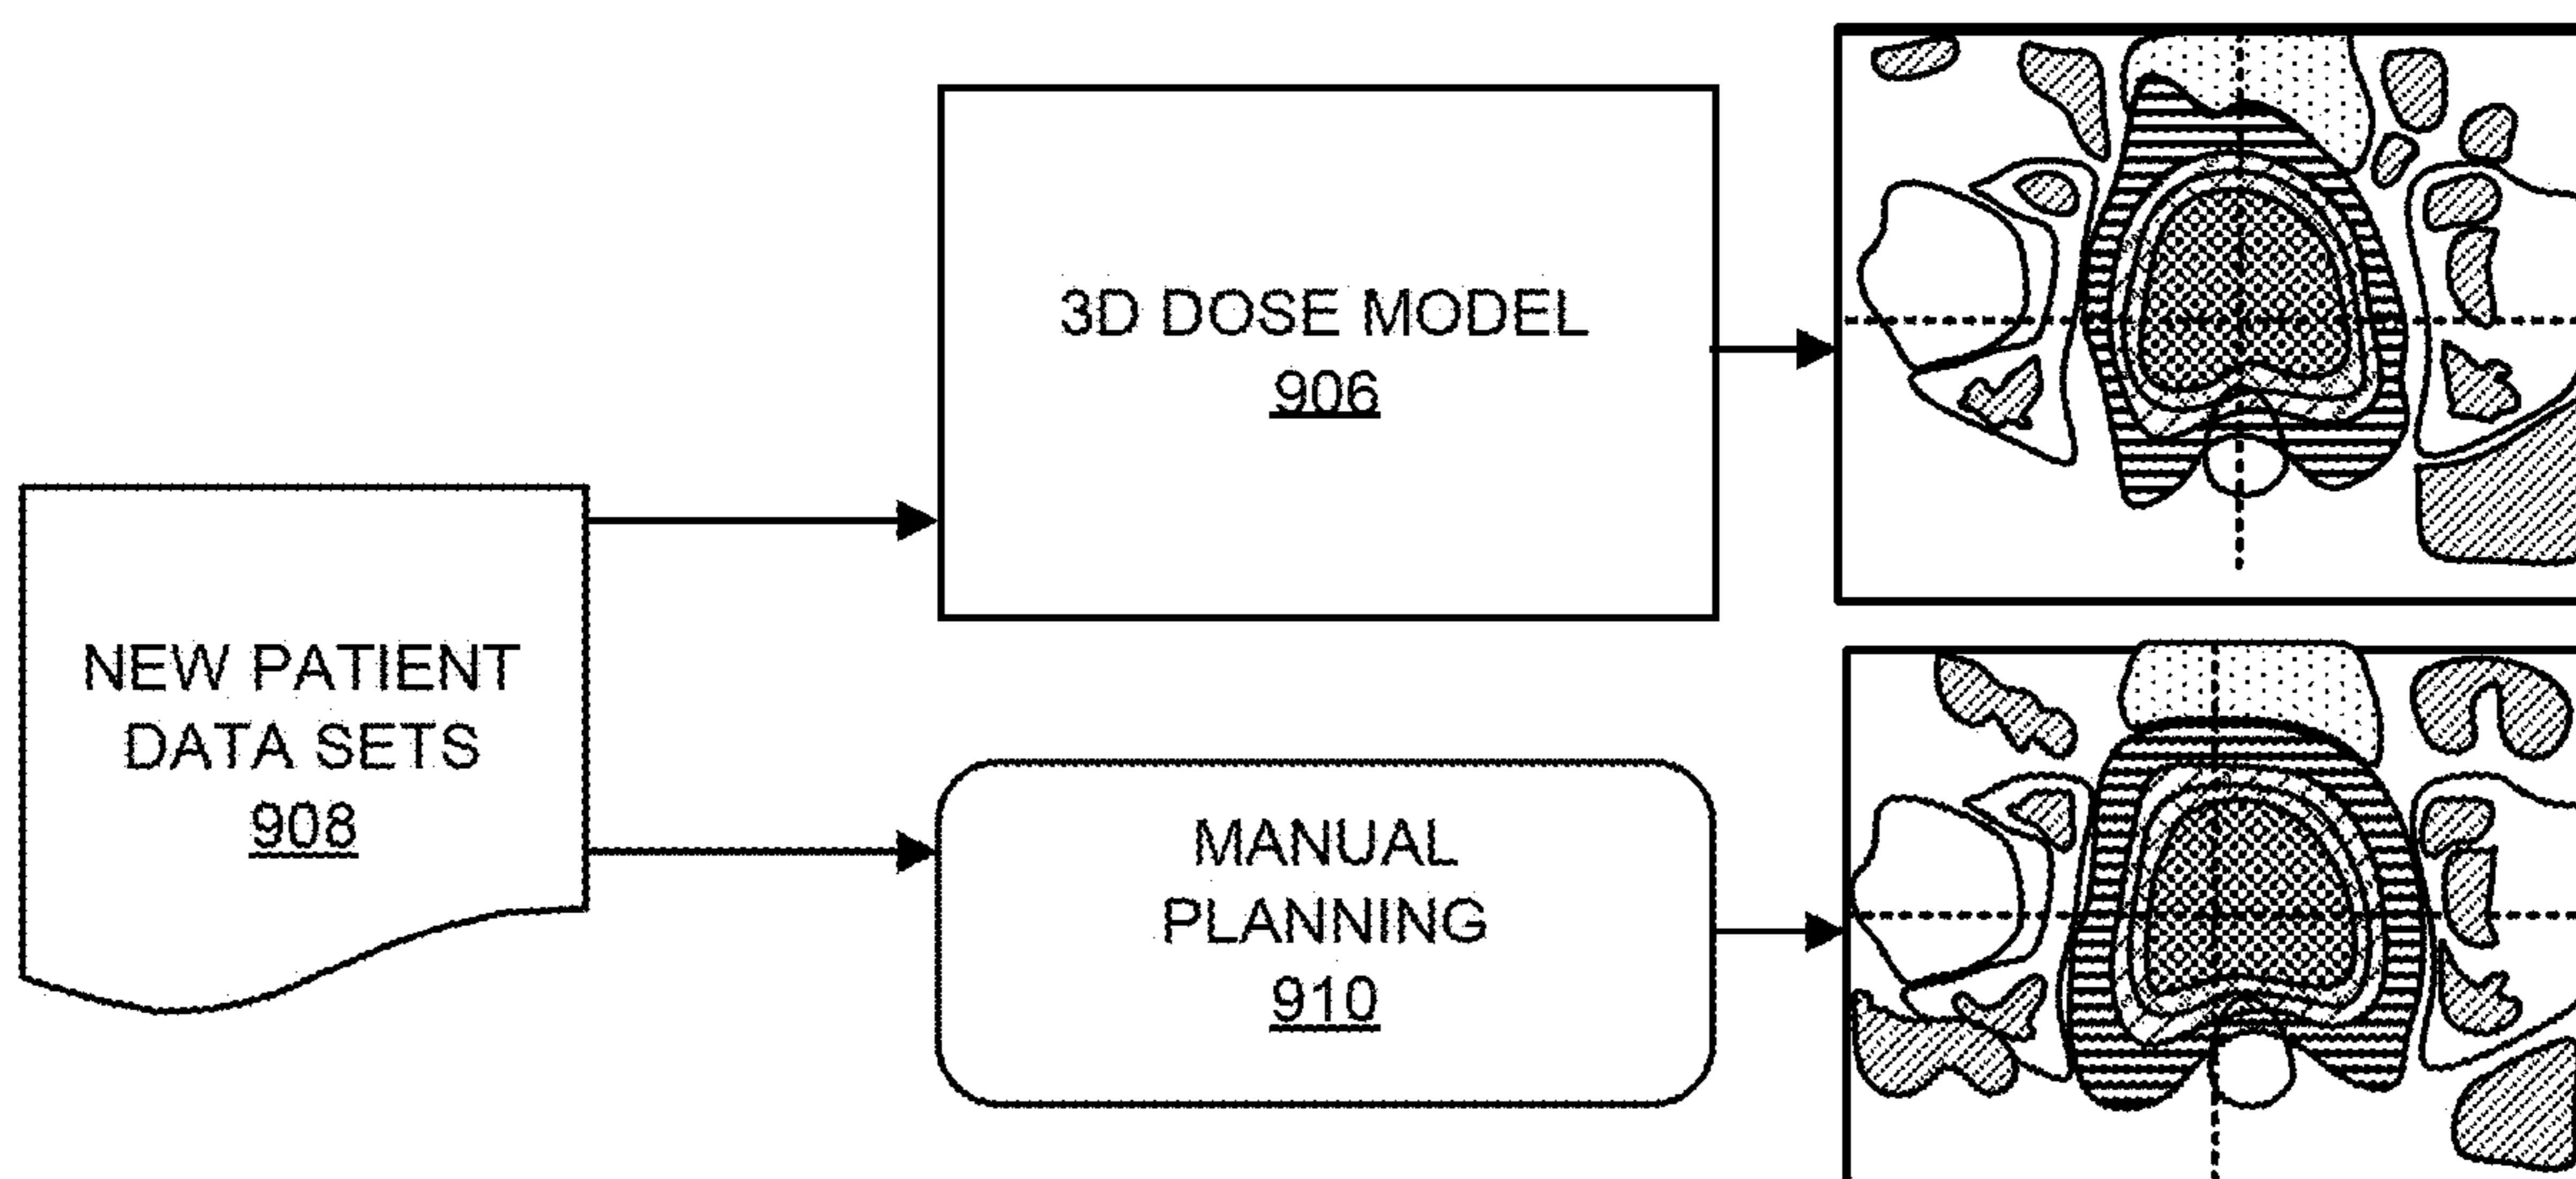 3D DOSE MODEL
906
NEW PATIENT
DATA SETS
908
MANUAL
PLANNING
910